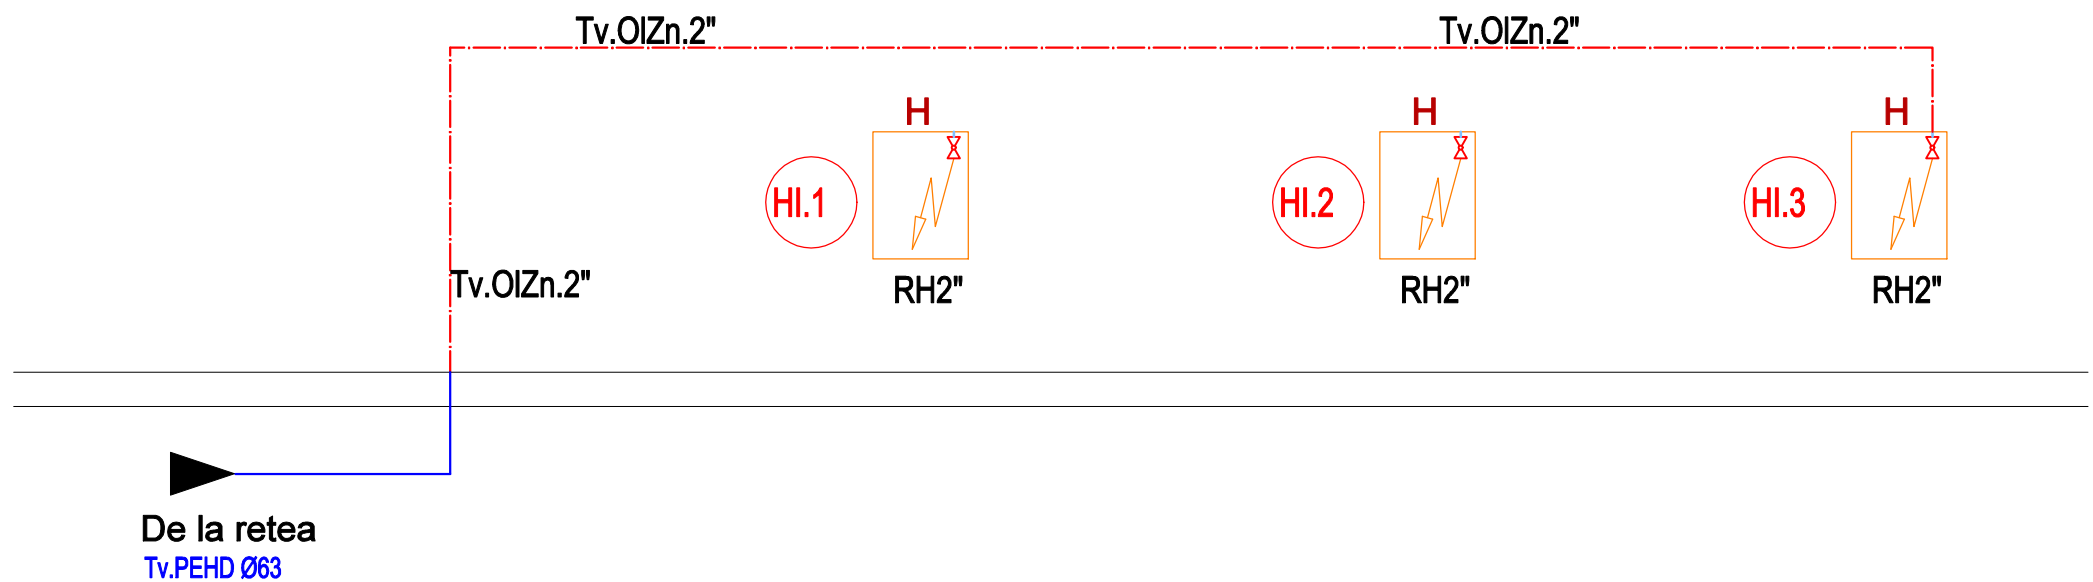 Tv.OlZn.2" Tv.OlZn.2"
H H H
HI.1 HI.2 HI.3
Tv.OlZn.2" RH2" RH2" RH2"
De la retea
Tv.PEHD Ø63